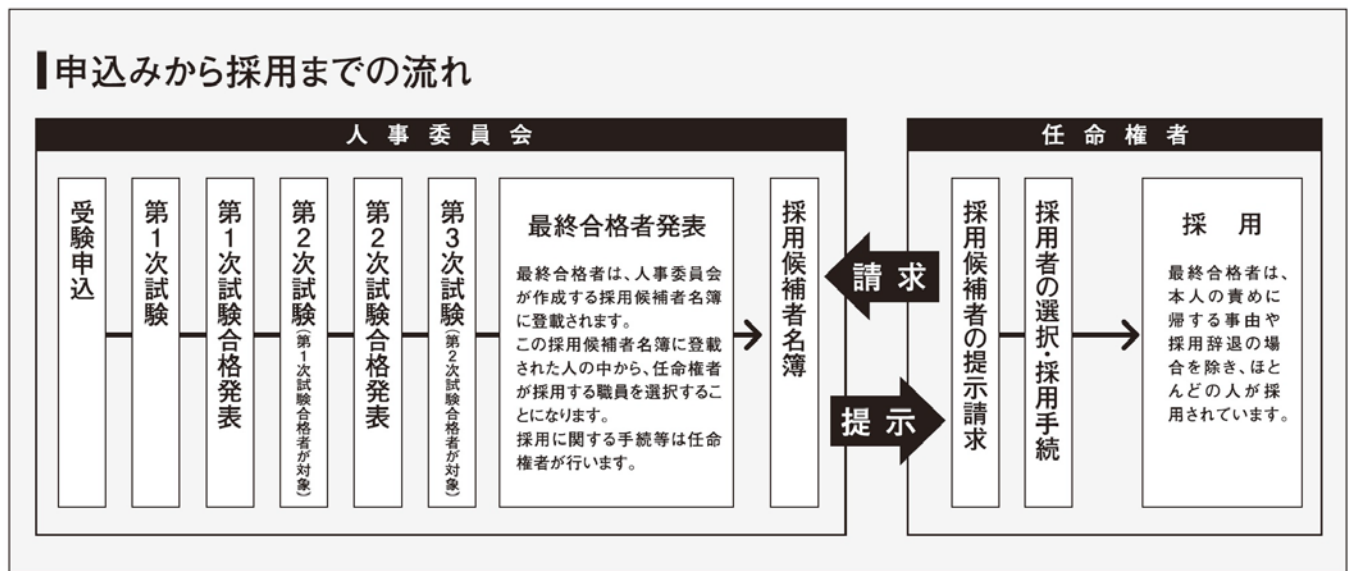 申込みから採用までの流れ
人事委員会
受験申込
第1次試験
第1次試験合格発表
第2次試験(第1次試験合格者が対象)
第2次試験合格発表
第3次試験(第2次試験合格者が対象)
最終合格者発表
最終合格者は、人事委員会
が作成する採用候補者名簿
に登載されます。
この採用候補者名簿に登載
された人の中から、任命権者
が採用する職員を選択するこ
とになります。
採用に関する手続等は任命
権者が行います。
採用候補者名簿
請求
提示
任命権者
採用候補者の提示請求
採用者の選択・採用手続
採用
最終合格者は、
本人の責めに
帰する事由や
採用辞退の場
合を除き、ほと
んどの人が採
用されています。